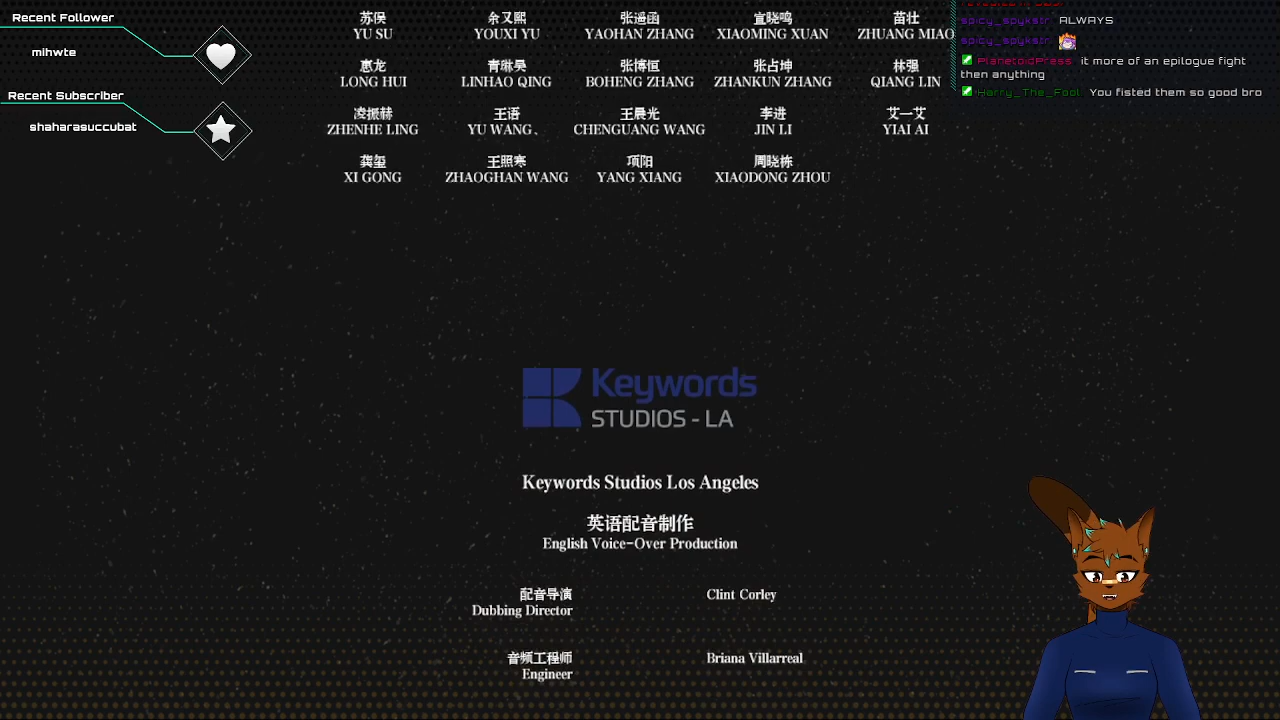 Recent Follower
mihwte
Recent Subscriber
shaharasuccubat
苏俣 余又熙 张遥函 宣晓鸣 苗壮
YU SU YOUXI YU YAOHAN ZHANG XIAOMING XUAN ZHUANG MIAO
惠龙 青琳昊 张博恒 张占坤 林强
LONG HUI LINHAO QING BOHENG ZHANG ZHANKUN ZHANG QIANG LIN
凌振赫 王语 王晨光 李进 艾一艾
ZHENHE LING YU WANG、 CHENGUANG WANG JIN LI YIAI AI
龚玺 王照寒 项阳 周晓栋
XI GONG ZHAOGHAN WANG YANG XIANG XIAODONG ZHOU
spicy_spykstr: ALWAYS
spicy_spykstr:
PlanetoidPress: it more of an epilogue fight
then anything
Harry_The_Fool: You fisted them so good bro
Keywords
STUDIOS - LA
Keywords Studios Los Angeles
英语配音制作
English Voice-Over Production
配音导演 Clint Corley
Dubbing Director
音频工程师 Briana Villarreal
Engineer